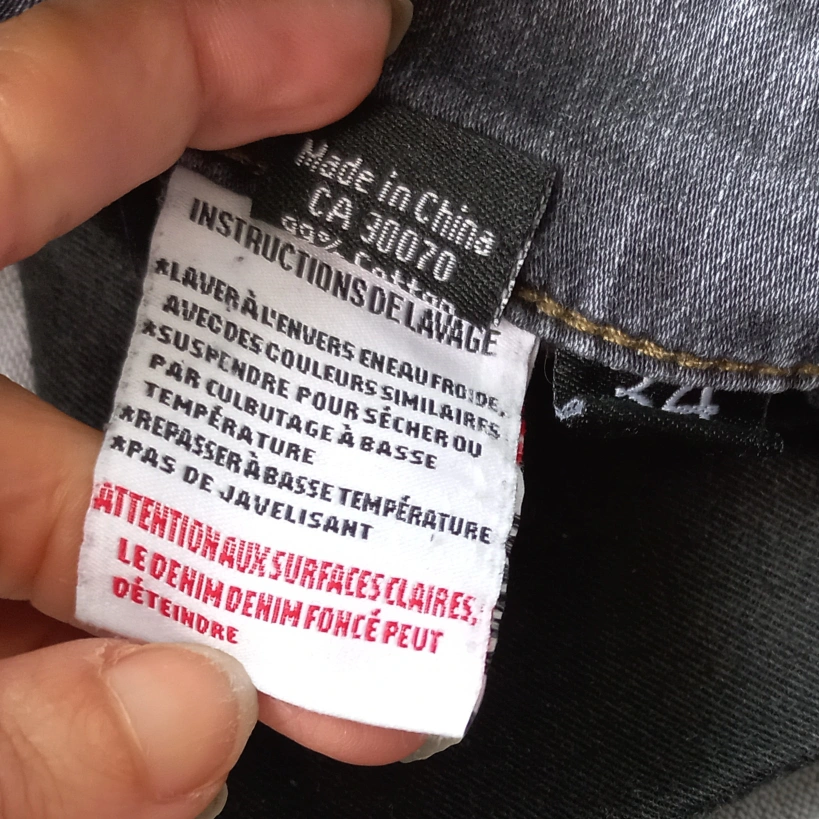 Made in China
CA 30070
INSTRUCTIONS DE LAVAGE
*LAVER À L'ENVERS EN EAU FROIDE,
AVEC DES COULEURS SIMILAIRES
*SUSPENDRE POUR SÉCHER OU
PAR CULBUTAGE À BASSE
TEMPÉRATURE
*REPASSER À BASSE TEMPÉRATURE
*PAS DE JAVELISANT
ATTENTION AUX SURFACES CLAIRES,
LE DENIM DENIM FONCÉ PEUT
DÉTEINDRE
24